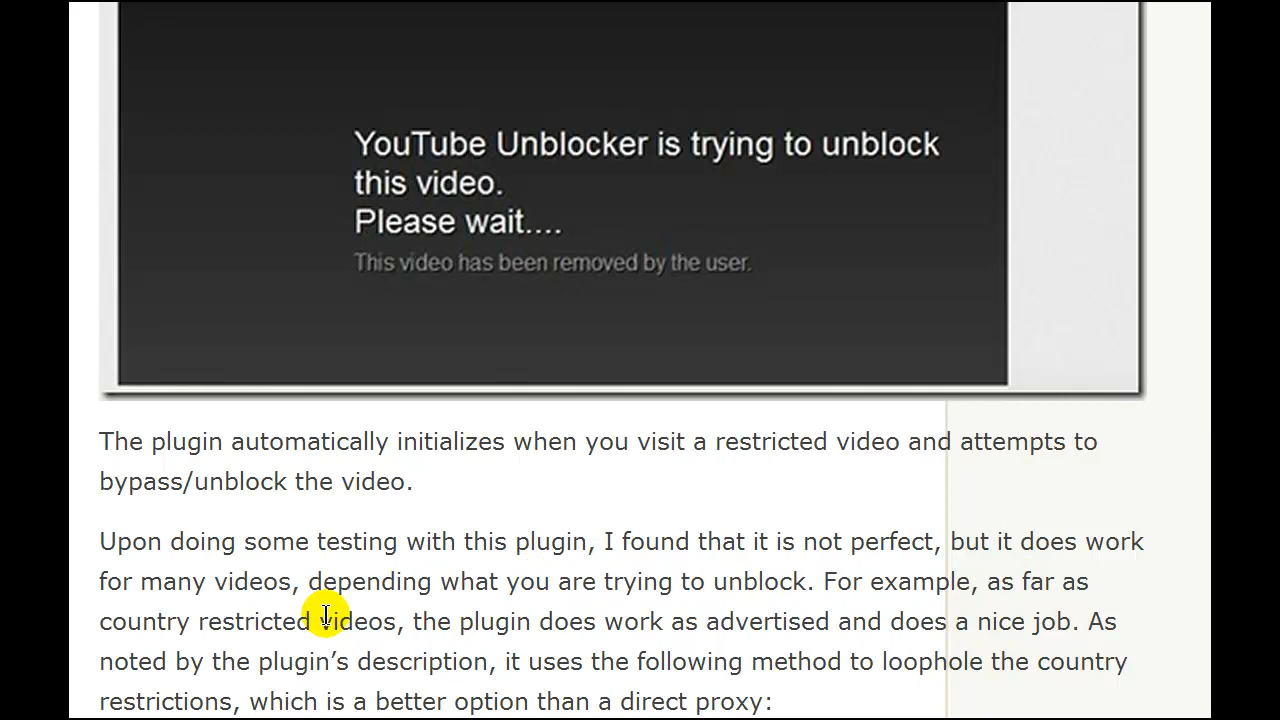 YouTube Unblocker is trying to unblock
this video.
Please wait....
This video has been removed by the user.
The plugin automatically initializes when you visit a restricted video and attempts to
bypass/unblock the video.
Upon doing some testing with this plugin, I found that it is not perfect, but it does work
for many videos, depending what you are trying to unblock. For example, as far as
country restricted videos, the plugin does work as advertised and does a nice job. As
noted by the plugin’s description, it uses the following method to loophole the country
restrictions, which is a better option than a direct proxy: